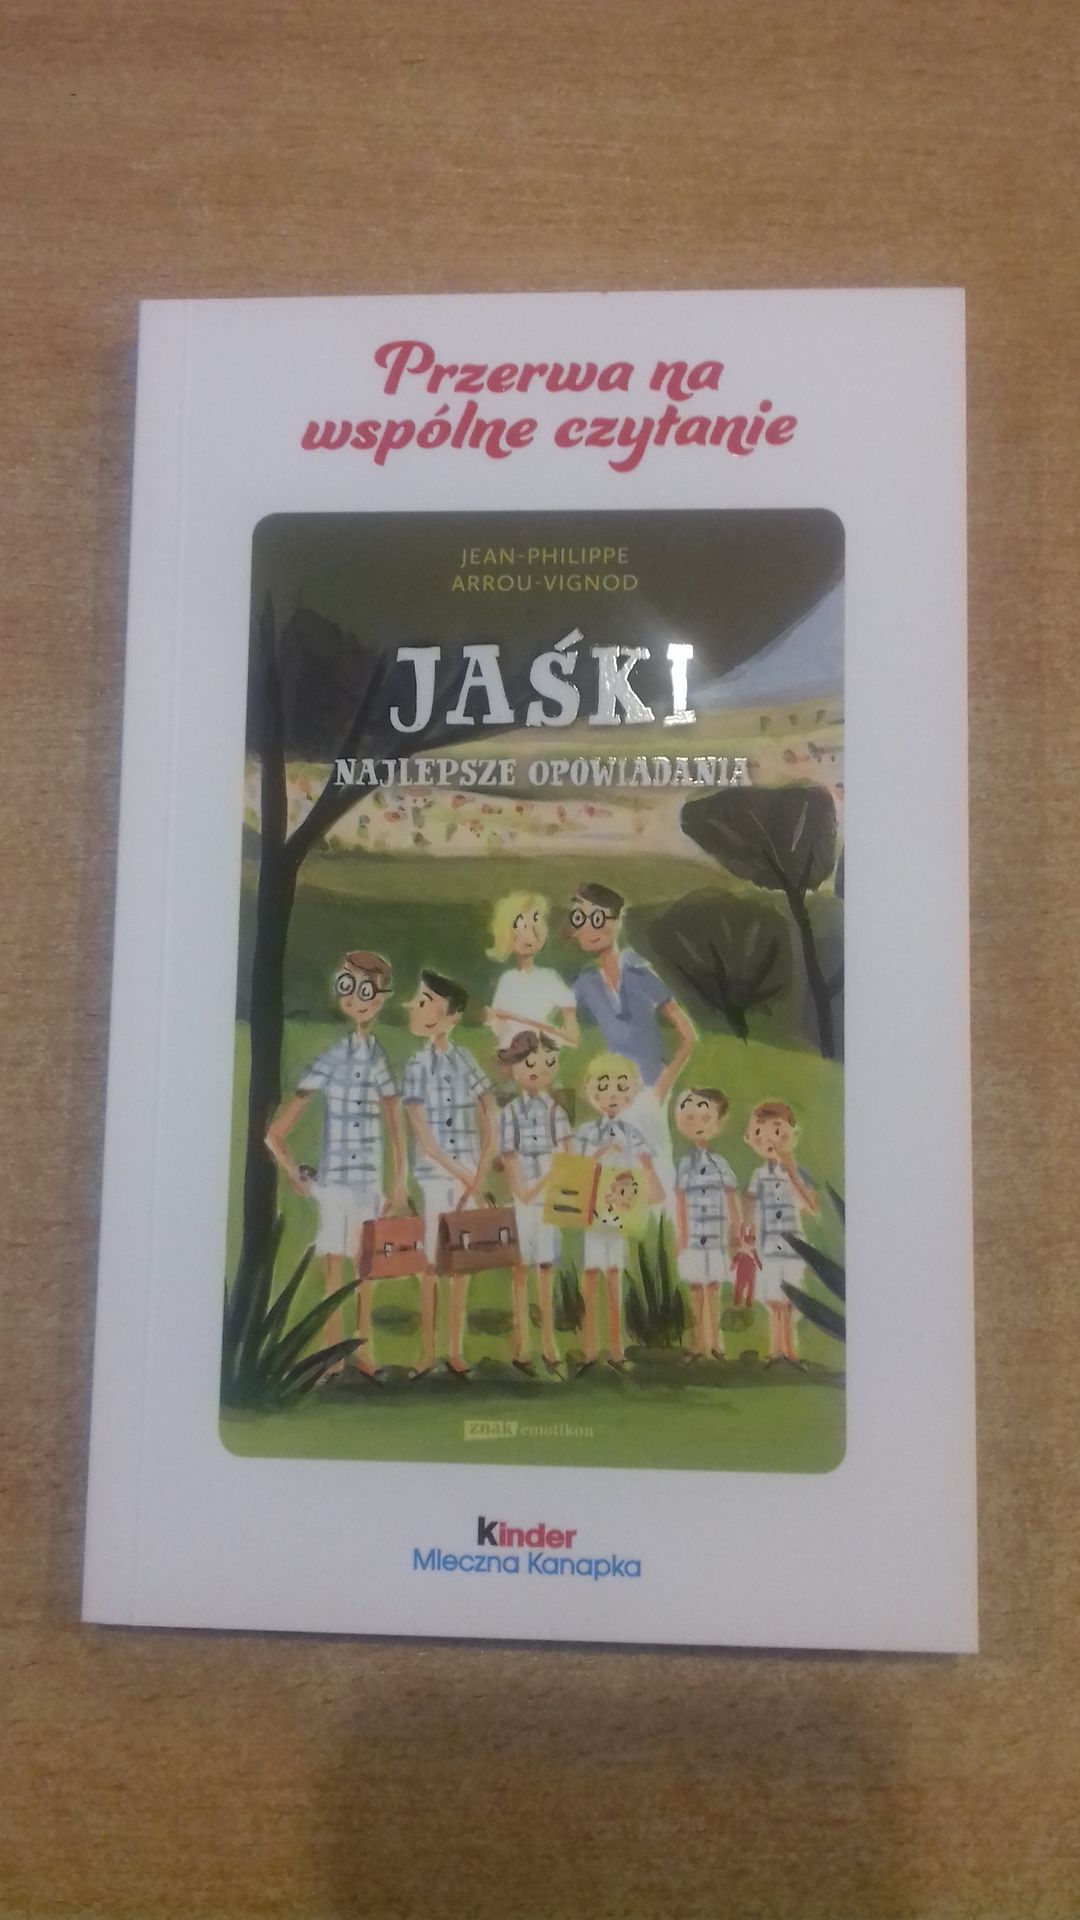 Przerwa na
wspólne czytanie
JEAN-PHILIPPE
ARROU-VIGNOD
JAŚKI
NAJLEPSZE OPOWIADANIA
znak emotikon
Kinder
Mleczna Kanapka